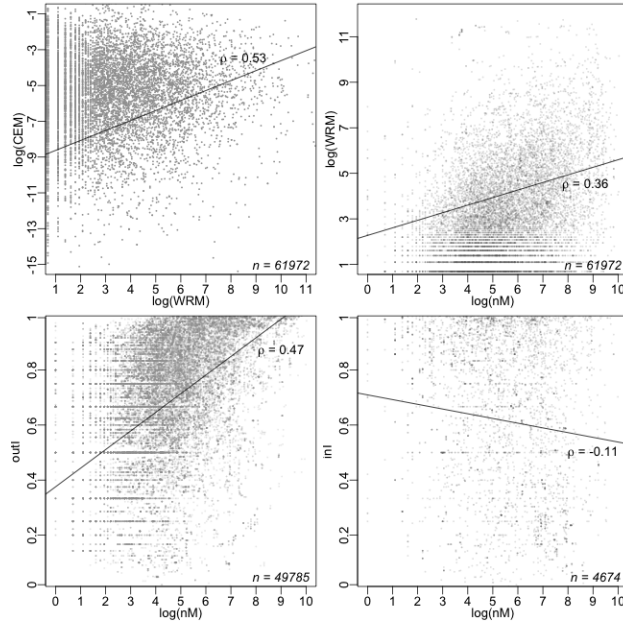 -1
-3
-5
-7
-9
-11
-13
-15
log(CEM)
ρ = 0.53
n = 61972
1 2 3 4 5 6 7 8 9 10 11
log(WRM)
11
9
7
5
3
1
log(WRM)
ρ = 0.36
n = 61972
0 1 2 3 4 5 6 7 8 9 10
log(nM)
1
0.8
0.6
0.4
0.2
0
outI
ρ = 0.47
n = 49785
0 1 2 3 4 5 6 7 8 9 10
log(nM)
1
0.8
0.6
0.4
0.2
0
inI
ρ = -0.11
n = 4674
0 1 2 3 4 5 6 7 8 9 10
log(nM)